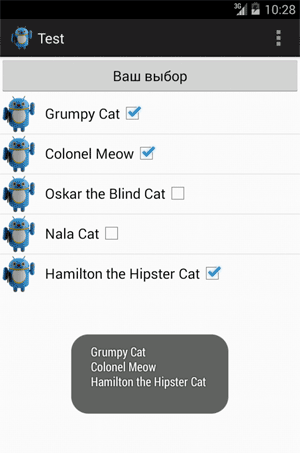 3G 10:28
Test
Ваш выбор
Grumpy Cat
Colonel Meow
Oskar the Blind Cat
Nala Cat
Hamilton the Hipster Cat
Grumpy Cat
Colonel Meow
Hamilton the Hipster Cat